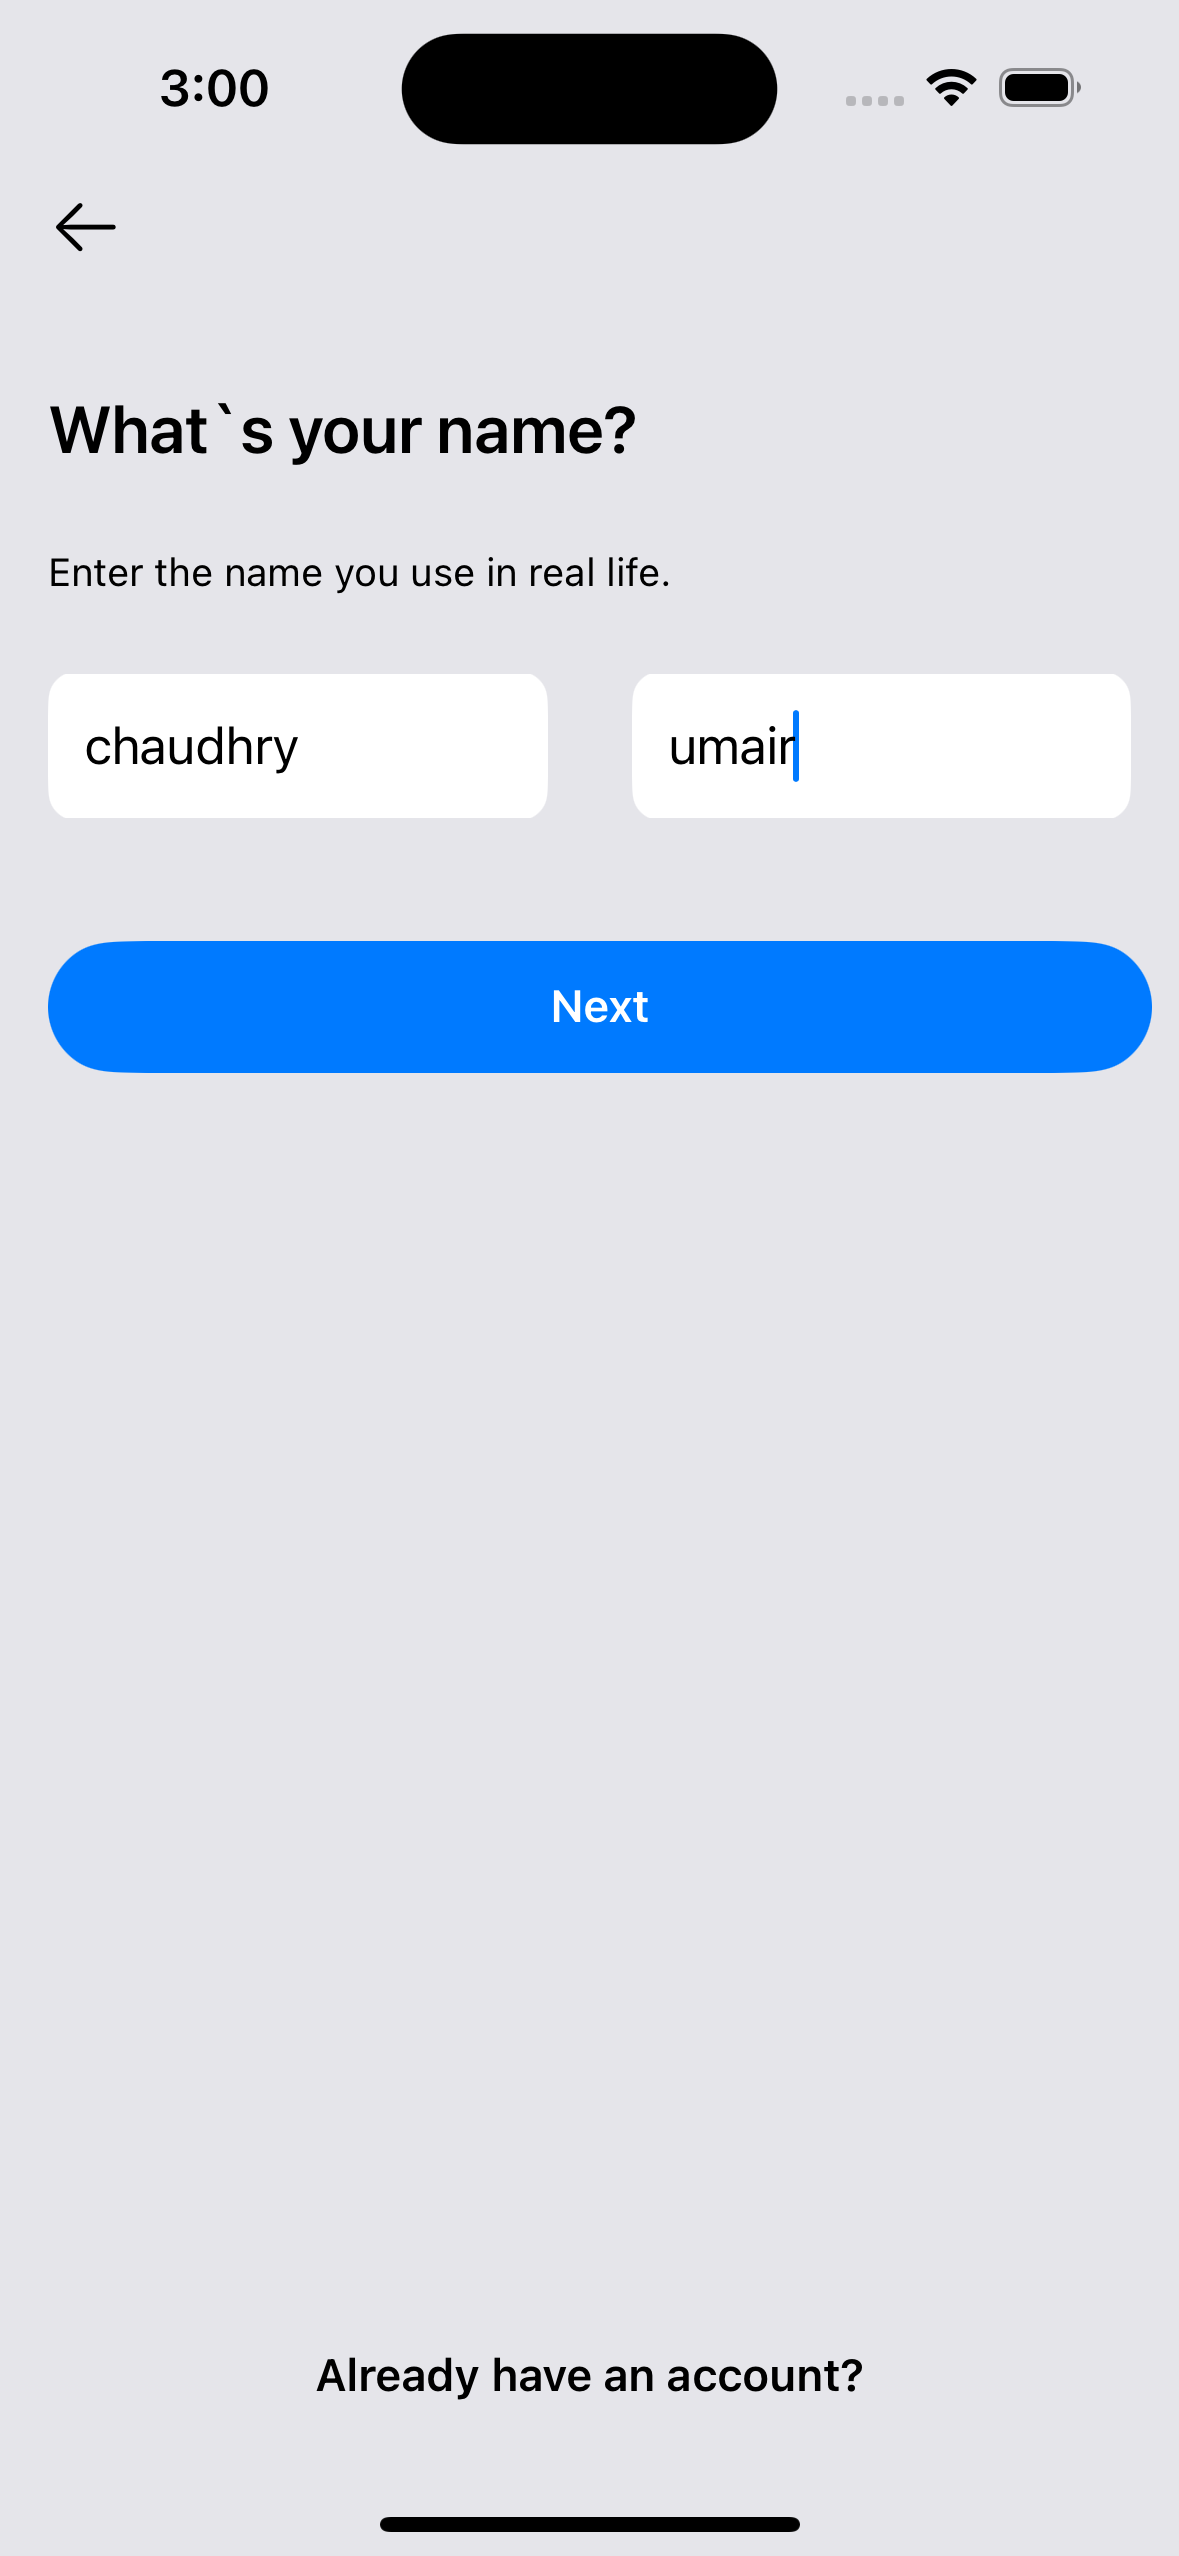 3:00
What`s your name?
Enter the name you use in real life.
chaudhry umair
Next
Already have an account?